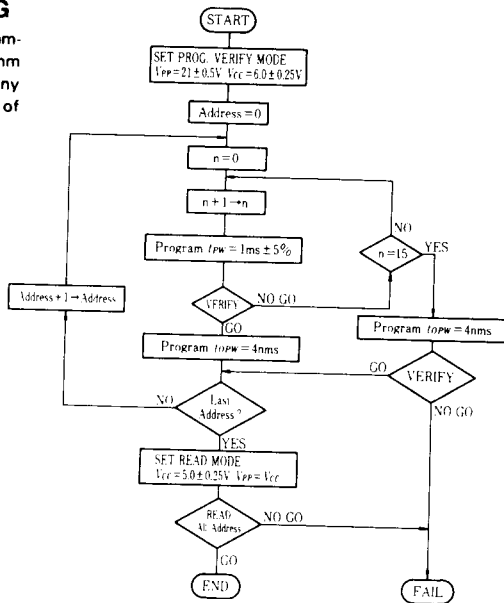 G
m-
nm
ny
of
START
SET PROG. VERIFY MODE
VPP=21±0.5V VCC=6.0±0.25V
Address=0
n=0
n+1→n
Program tPW=1ms±5%
VERIFY
NO GO
GO
n=15
NO
YES
Address+1→Address
Program tOPW=4nms
Program tOPW=4nms
VERIFY
GO
NO GO
Last
Address?
NO
YES
SET READ MODE
VCC=5.0±0.25V VPP=VCC
READ
All Address
NO GO
GO
END
FAIL